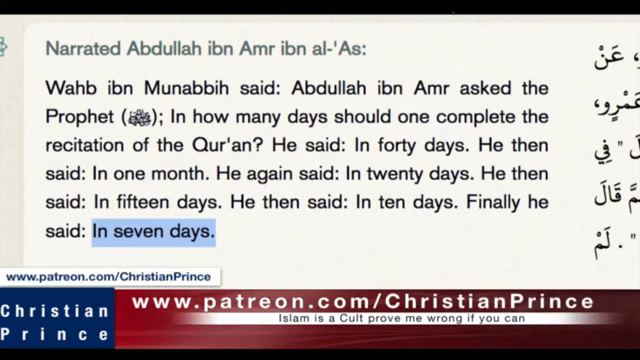 Narrated Abdullah ibn Amr ibn al-'As:
Wahb ibn Munabbih said: Abdullah ibn Amr asked the
Prophet (ﷺ); In how many days should one complete the
recitation of the Qur'an? He said: In forty days. He then
said: In one month. He again said: In twenty days. He then
said: In fifteen days. He then said: In ten days. Finally he
said: In seven days.
، عَنْ
عَمْرٍو،
لَ " فِي
مَّ قَالَ
" . لَمْ
www.patreon.com/ChristianPrince
Christian
Prince
www.patreon.com/ChristianPrince
Islam is a Cult prove me wrong if you can